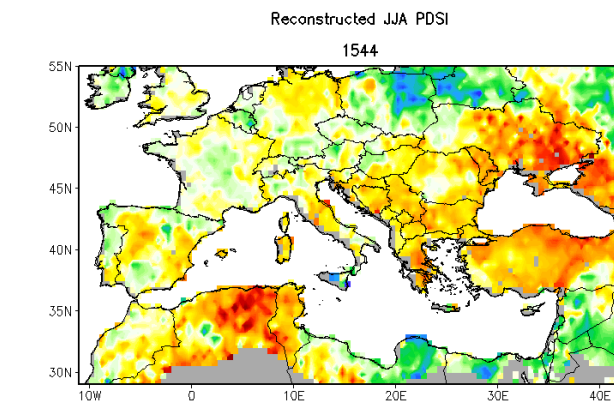 Reconstructed JJA PDSI
1544
55N
50N
45N
40N
35N
30N
10W 0 10E 20E 30E 40E